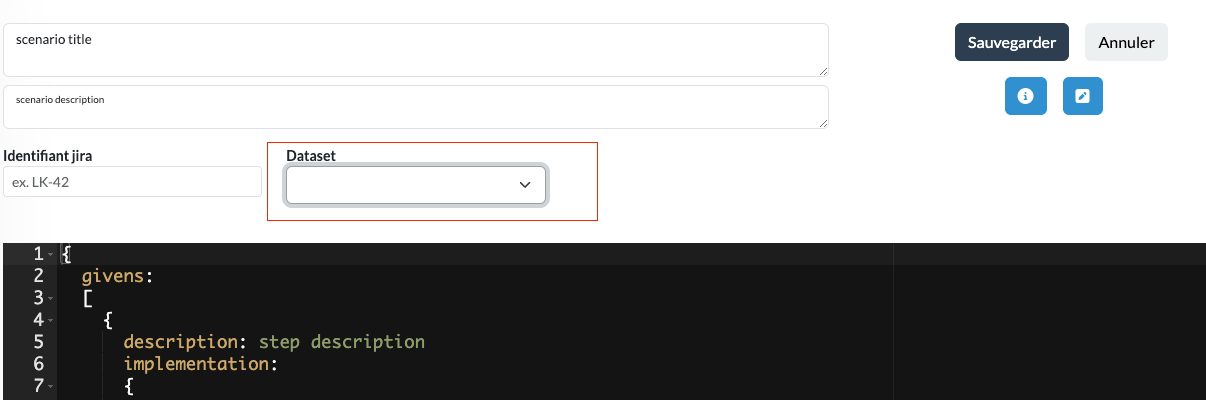 scenario title
Sauvegarder
Annuler
scenario description
Identifiant jira
Dataset
ex. LK-42
1 {
2 givens:
3 [
4 {
5 description: step description
6 implementation:
7 {